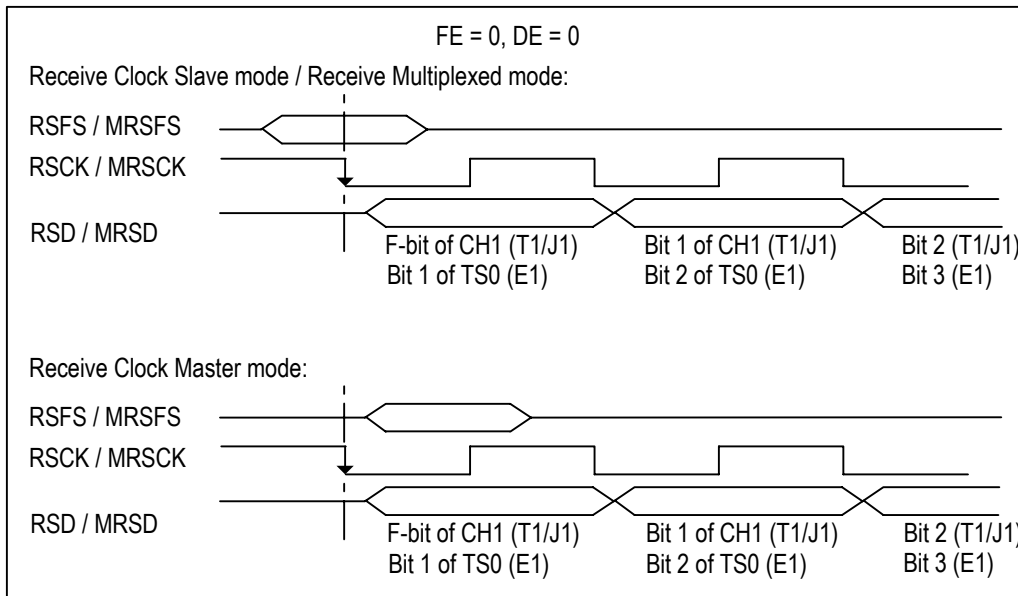 FE = 0, DE = 0
Receive Clock Slave mode / Receive Multiplexed mode:
RSFS / MRSFS
RSCK / MRSCK
RSD / MRSD
F-bit of CH1 (T1/J1) Bit 1 of CH1 (T1/J1) Bit 2 (T1/J1)
Bit 1 of TS0 (E1) Bit 2 of TS0 (E1) Bit 3 (E1)
Receive Clock Master mode:
RSFS / MRSFS
RSCK / MRSCK
RSD / MRSD
F-bit of CH1 (T1/J1) Bit 1 of CH1 (T1/J1) Bit 2 (T1/J1)
Bit 1 of TS0 (E1) Bit 2 of TS0 (E1) Bit 3 (E1)